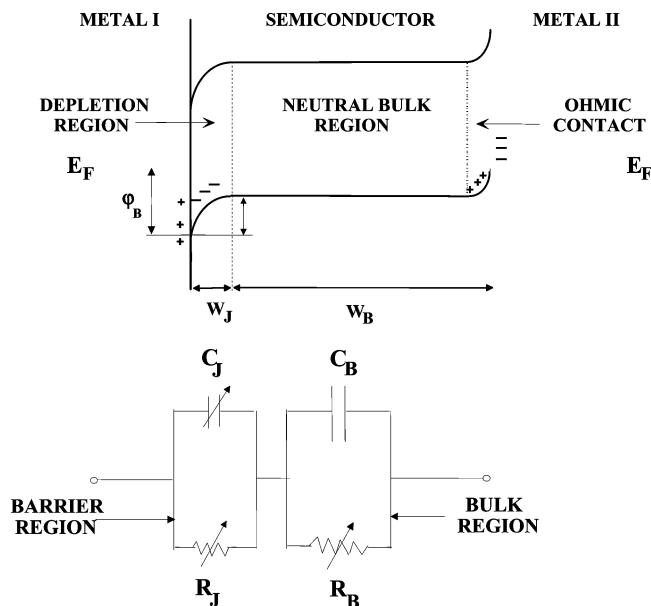 METAL I SEMICONDUCTOR METAL II
DEPLETION REGION
NEUTRAL BULK REGION
OHMIC CONTACT
E_F
E_F
φ_B
W_J
W_B
C_J
C_B
BARRIER REGION
BULK REGION
R_J
R_B